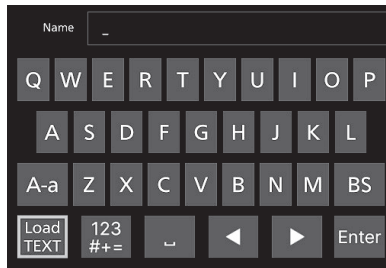 Name _
Q W E R T Y U I O P
A S D F G H J K L
A-a Z X C V B N M BS
Load TEXT 123 #+= ␣ ◀ ▶ Enter